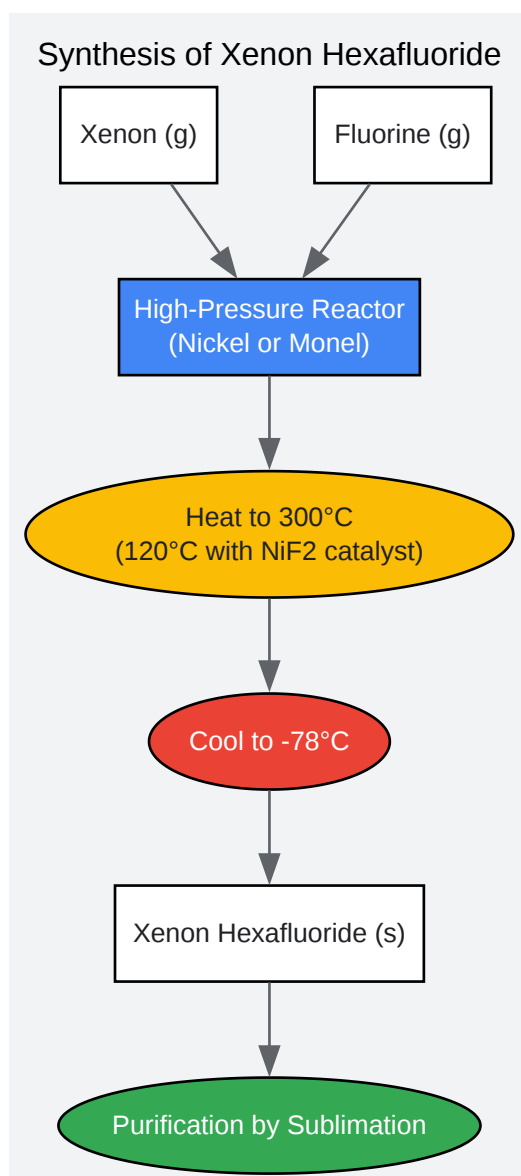 Synthesis of Xenon Hexafluoride
Xenon (g)
Fluorine (g)
High-Pressure Reactor
(Nickel or Monel)
Heat to 300°C
(120°C with NiF2 catalyst)
Cool to -78°C
Xenon Hexafluoride (s)
Purification by Sublimation